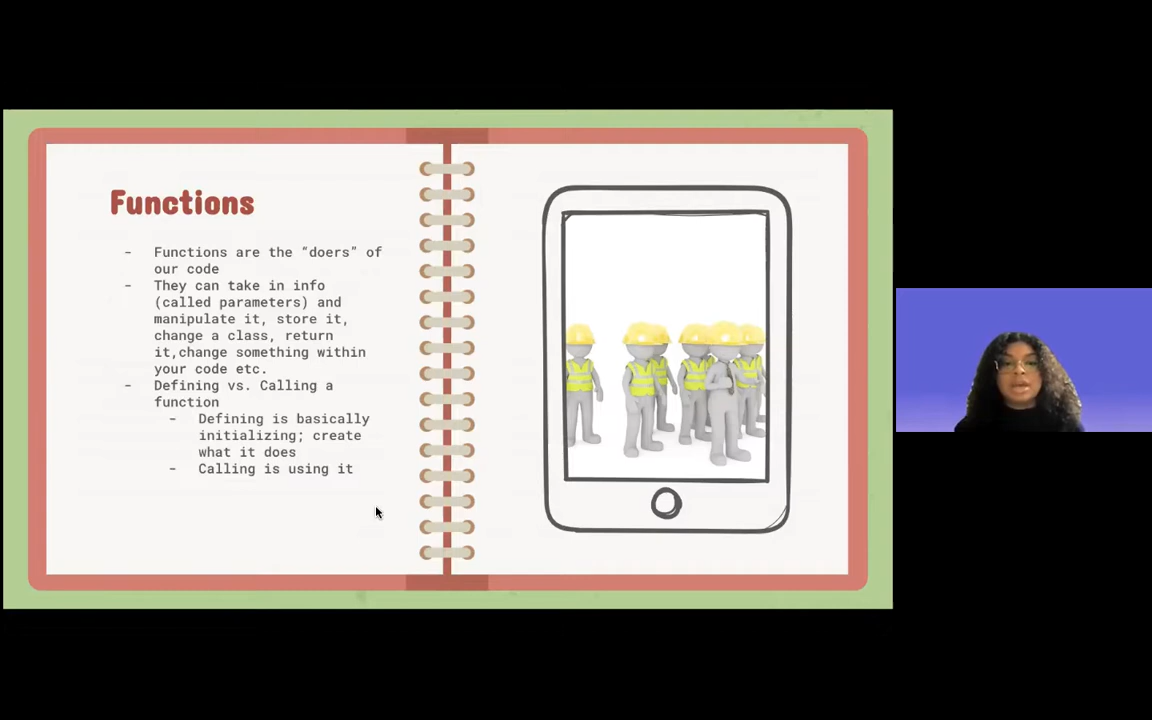 Functions
- Functions are the “doers” of
our code
- They can take in info
(called parameters) and
manipulate it, store it,
change a class, return
it,change something within
your code etc.
- Defining vs. Calling a
function
- Defining is basically
initializing; create
what it does
- Calling is using it